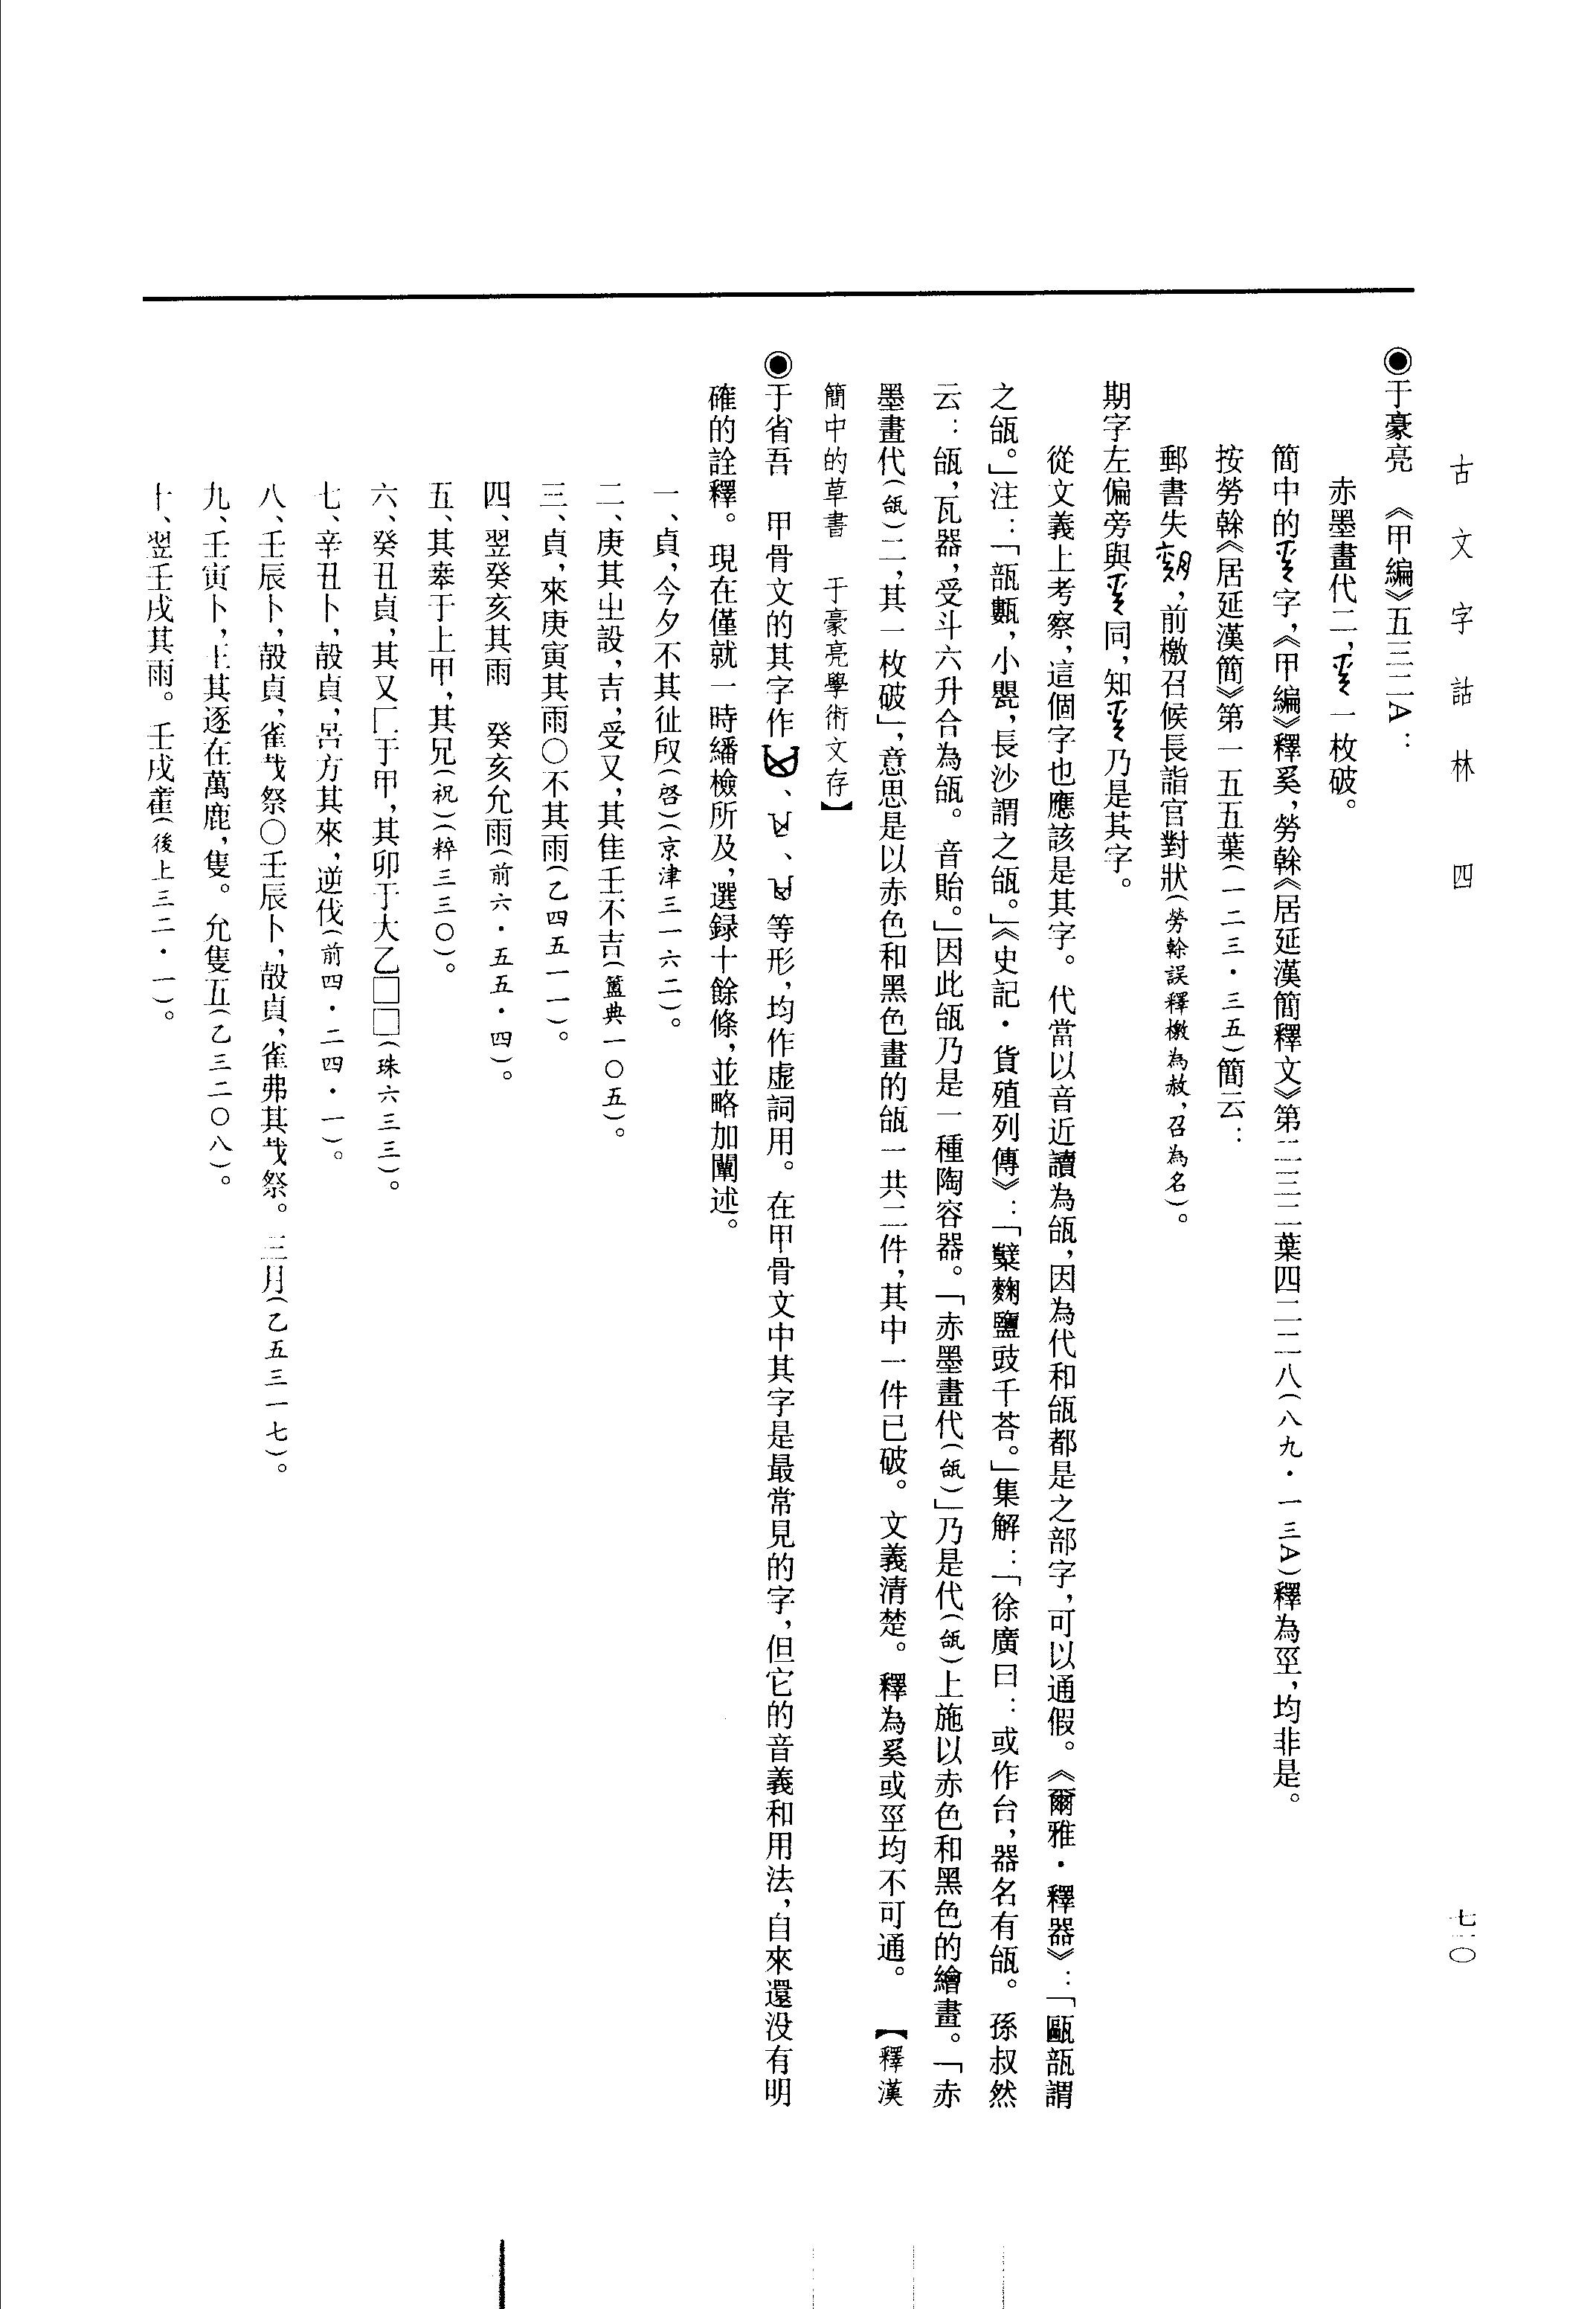 古文字詁林 四
七一〇
◉于豪亮 《甲編》五三二A：
赤墨畫代二，一枚破。
簡中的字，《甲編》釋奚，勞榦《居延漢簡釋文》第二三二葉四二二八（八九・一三A）釋為巠，均非是。
按勞榦《居延漢簡》第一五五葉（一二三・三五）簡云：
郵書失，前檄召候長詣官對狀（勞榦誤釋檄為赦，召為名）。
期字左偏旁與同，知乃是其字。
從文義上考察，這個字也應該是其字。代當以音近讀為瓵，因為代和瓵都是之部字，可以通假。《爾雅・釋器》：「甌瓿謂
之瓵。」注：「瓿甊，小甖，長沙謂之瓵。」《史記・貨殖列傳》：「糱麴鹽豉千荅。」集解：「徐廣曰：或作台，器名有瓵。孫叔然
云：瓵，瓦器，受斗六升合為瓵。音貽。」因此瓵乃是一種陶容器。「赤墨畫代（瓵）」乃是代（瓵）上施以赤色和黑色的繪畫。「赤
墨畫代（瓵）二，其一枚破」，意思是以赤色和黑色畫的瓵一共二件，其中一件已破。文義清楚。釋為奚或巠均不可通。 【釋漢
簡中的草書 于豪亮學術文存】
◉于省吾 甲骨文的其字作、、等形，均作虛詞用。在甲骨文中其字是最常見的字，但它的音義和用法，自來還没有明
確的詮釋。現在僅就一時繙檢所及，選録十餘條，並略加闡述。
一、貞，今夕不其𢓊㕞（啓）（京津三一六二）。
二、庚其㞢設，吉，受又，其隹壬不吉（簠典一〇五）。
三、貞，來庚寅其雨〇不其雨（乙四五一一）。
四、翌癸亥其雨 癸亥允雨（前六・五五・四）。
五、其𠦪于上甲，其兄（祝）（粹三三〇）。
六、癸丑貞，其又匚于甲，其卯于大乙□□（珠六三三）。
七、辛丑卜，㱿貞，𠮯方其來，逆伐（前四・二四・一）。
八、壬辰卜，㱿貞，雀𢦏祭〇壬辰卜，㱿貞，雀弗其𢦏祭。三月（乙五三一七）。
九、壬寅卜，王其逐在萬鹿，隻。允隻五（乙三二〇八）。
十、翌壬戌其雨。壬戌雚（後上三二・一）。